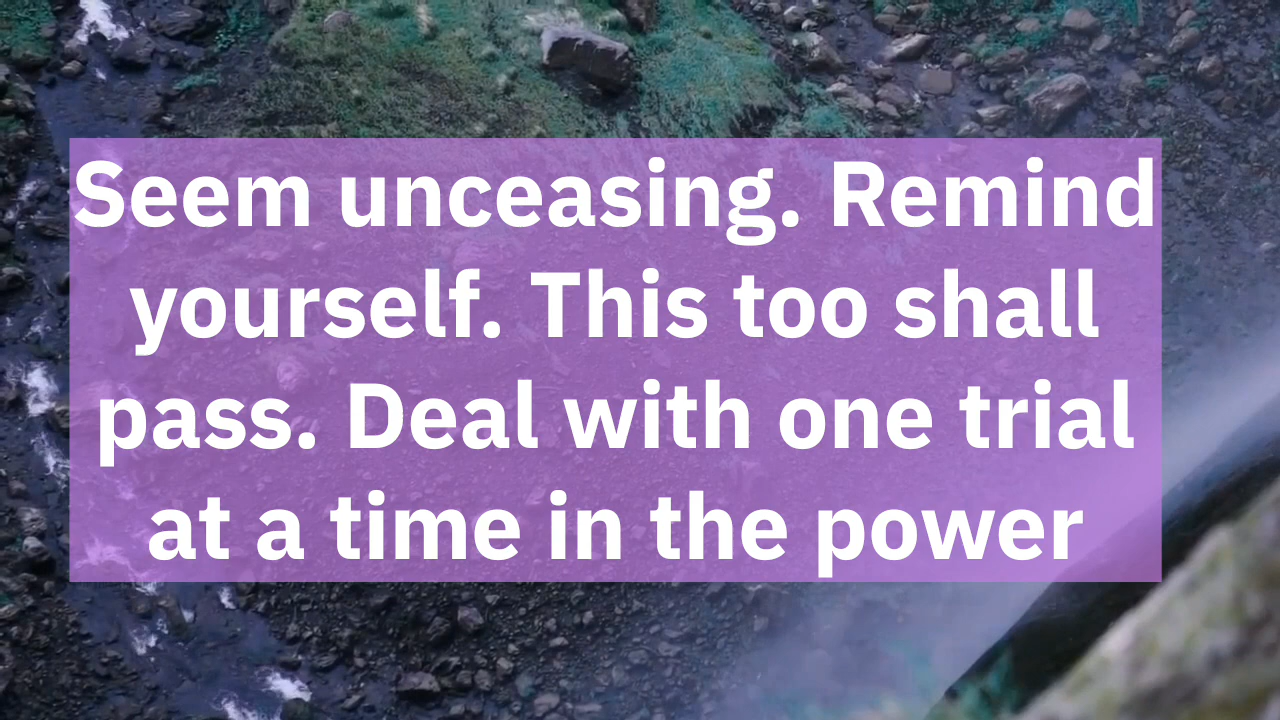 Seem unceasing. Remind
yourself. This too shall
pass. Deal with one trial
at a time in the power